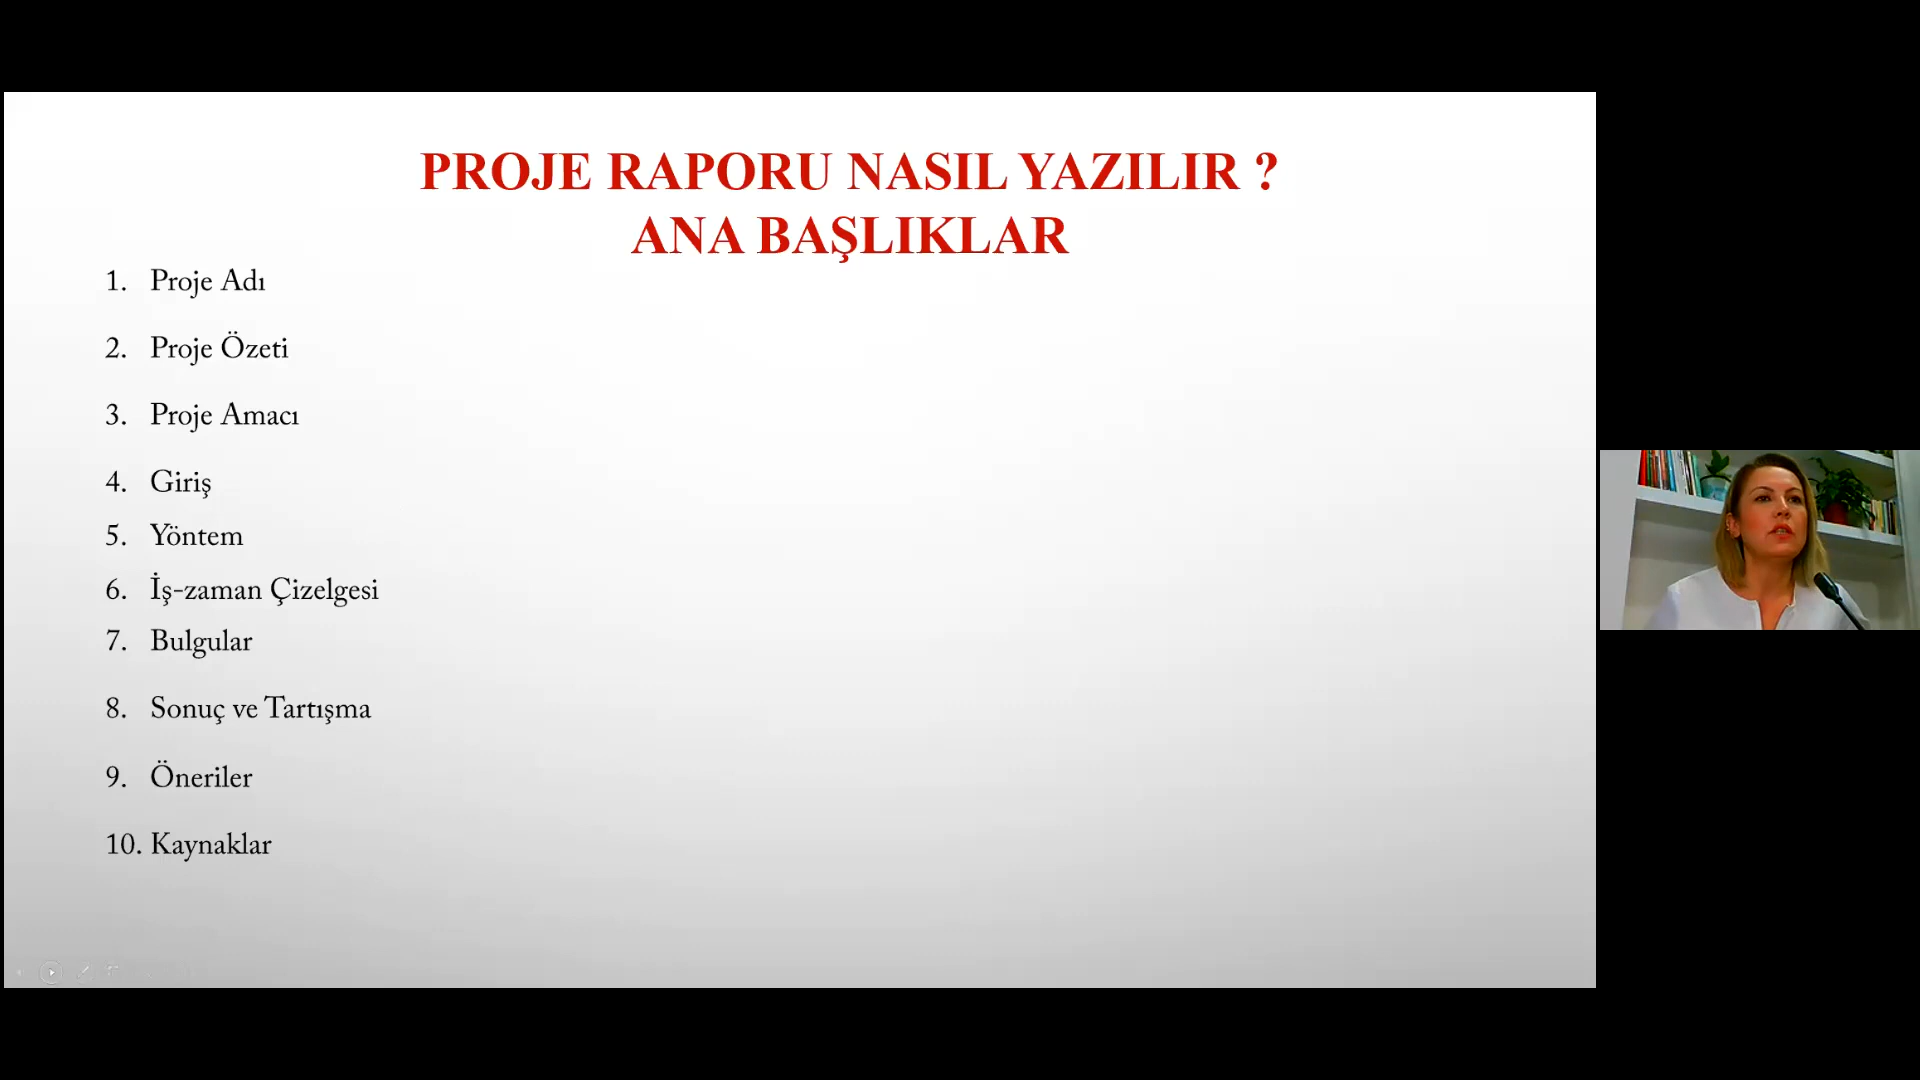 PROJE RAPORU NASIL YAZILIR ?
ANA BAŞLIKLAR
1. Proje Adı
2. Proje Özeti
3. Proje Amacı
4. Giriş
5. Yöntem
6. İş-zaman Çizelgesi
7. Bulgular
8. Sonuç ve Tartışma
9. Öneriler
10. Kaynaklar